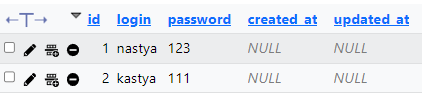 id login password created_at updated_at
1 nastya 123 NULL NULL
2 kastya 111 NULL NULL